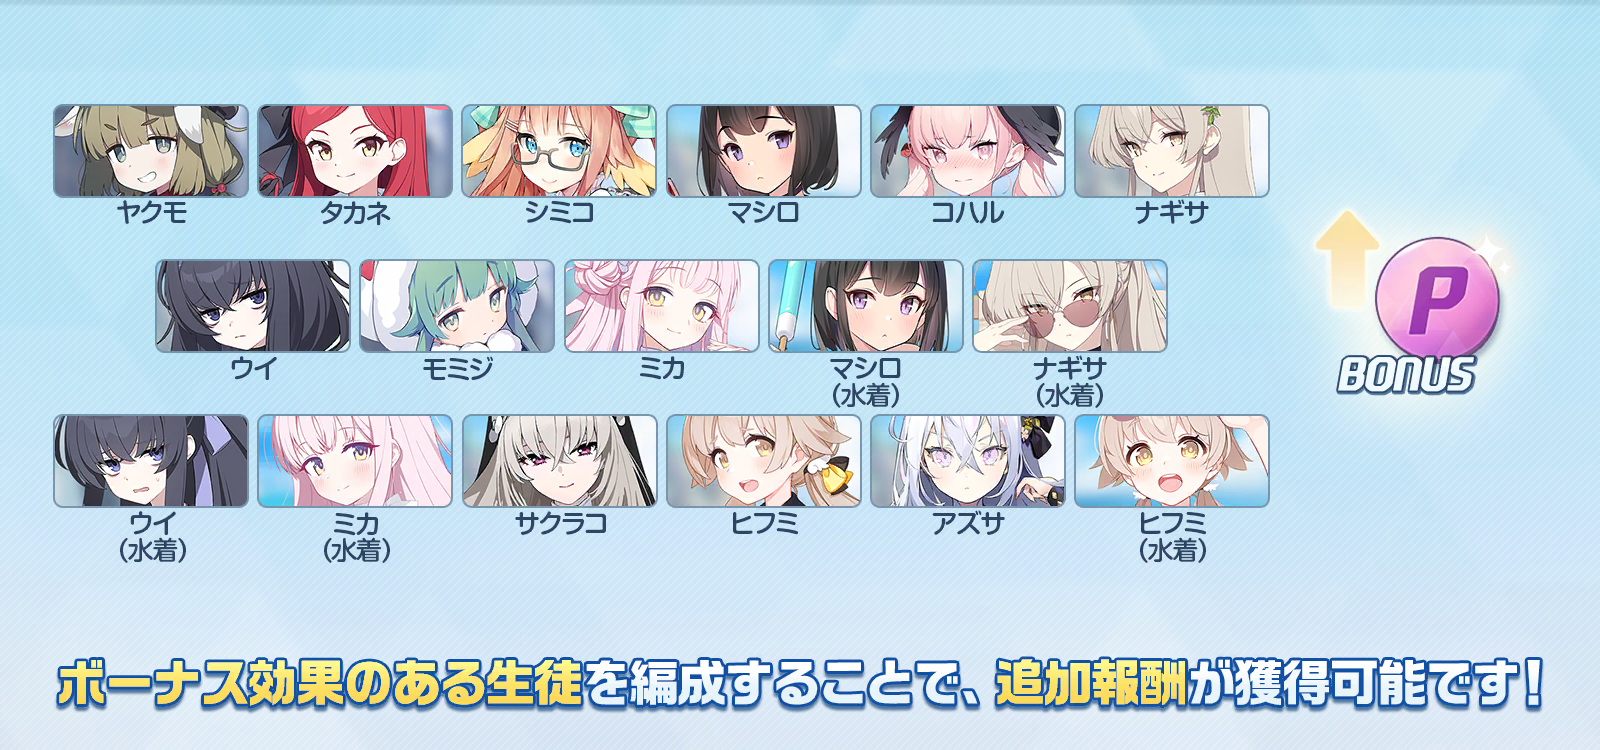 ヤクモ タカネ シミコ マシロ コハル ナギサ
P
BONUS
ウイ モミジ ミカ マシロ ナギサ
(水着) (水着)
ウイ ミカ サクラコ ヒフミ アズサ ヒフミ
(水着) (水着) (水着)
ボーナス効果のある生徒を編成することで、追加報酬が獲得可能です!